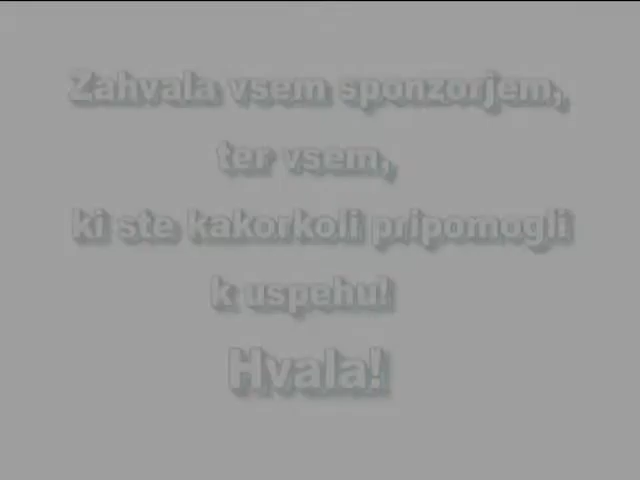 Zahvala vsem sponzorjem,
ter vsem,
ki ste kakorkoli pripomogli
k uspehu!
Hvala!